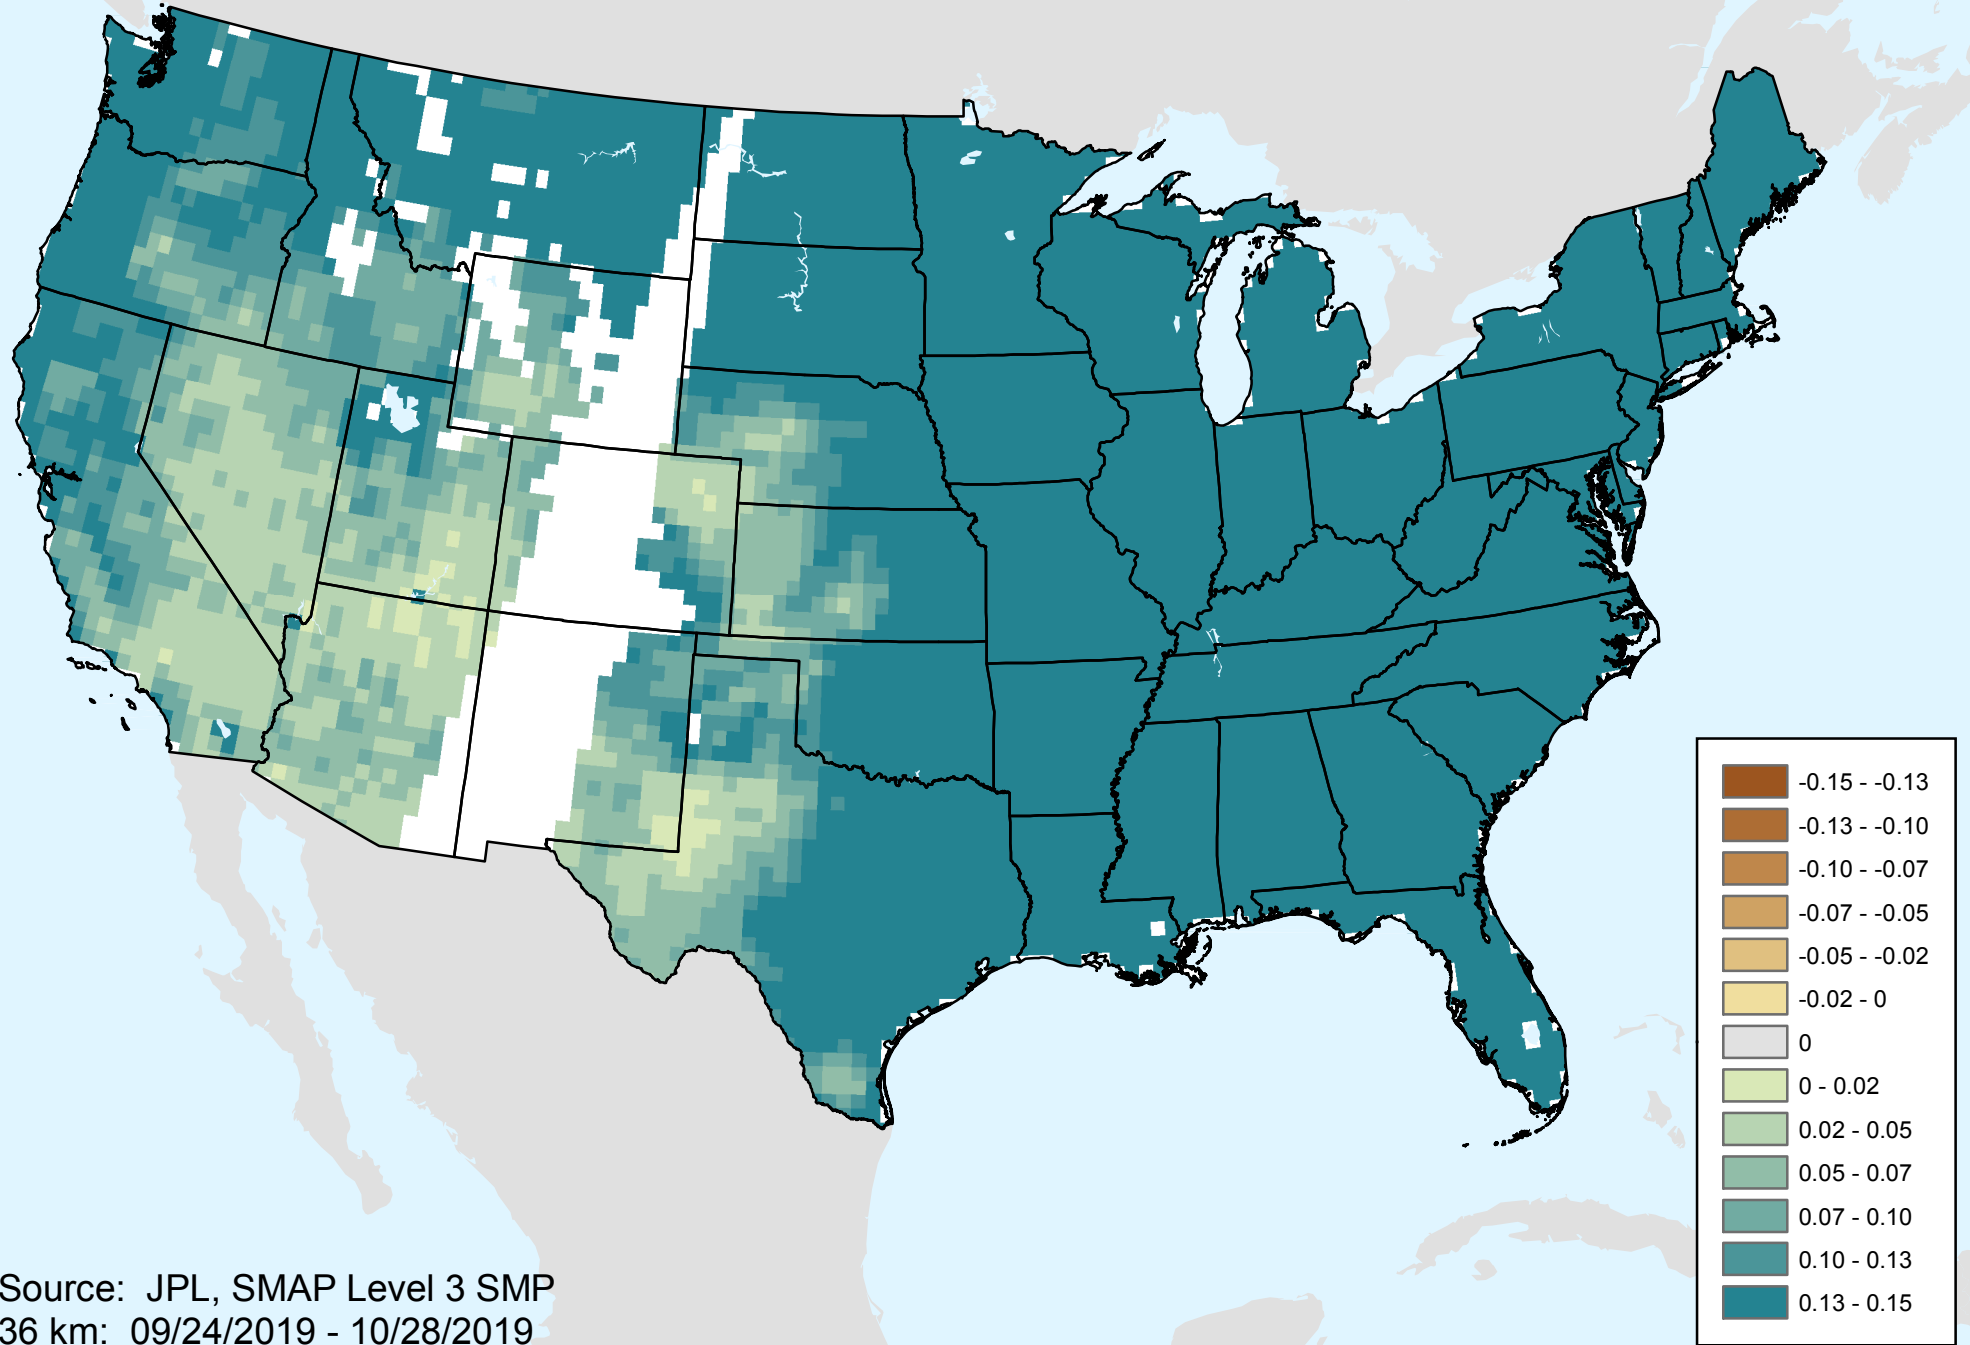 -0.15 - -0.13
-0.13 - -0.10
-0.10 - -0.07
-0.07 - -0.05
-0.05 - -0.02
-0.02 - 0
0
0 - 0.02
0.02 - 0.05
0.05 - 0.07
0.07 - 0.10
0.10 - 0.13
0.13 - 0.15
Source: JPL, SMAP Level 3 SMP
36 km: 09/24/2019 - 10/28/2019